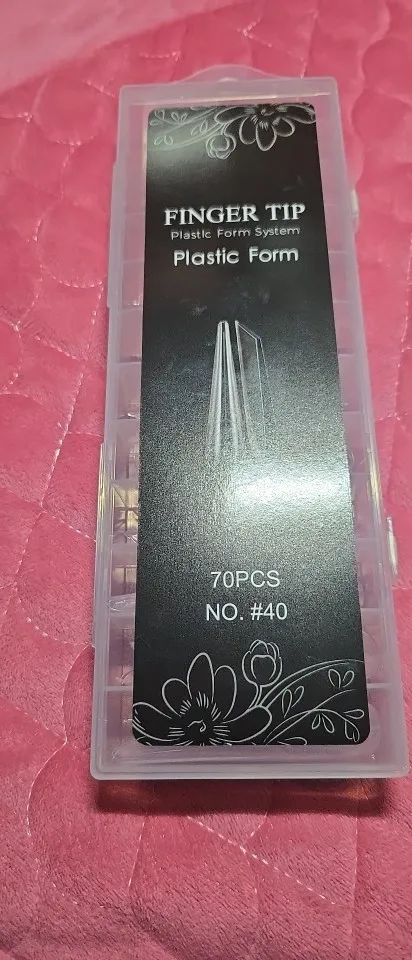 FINGER TIP
Plastic Form System
Plastic Form
70PCS
NO. #40